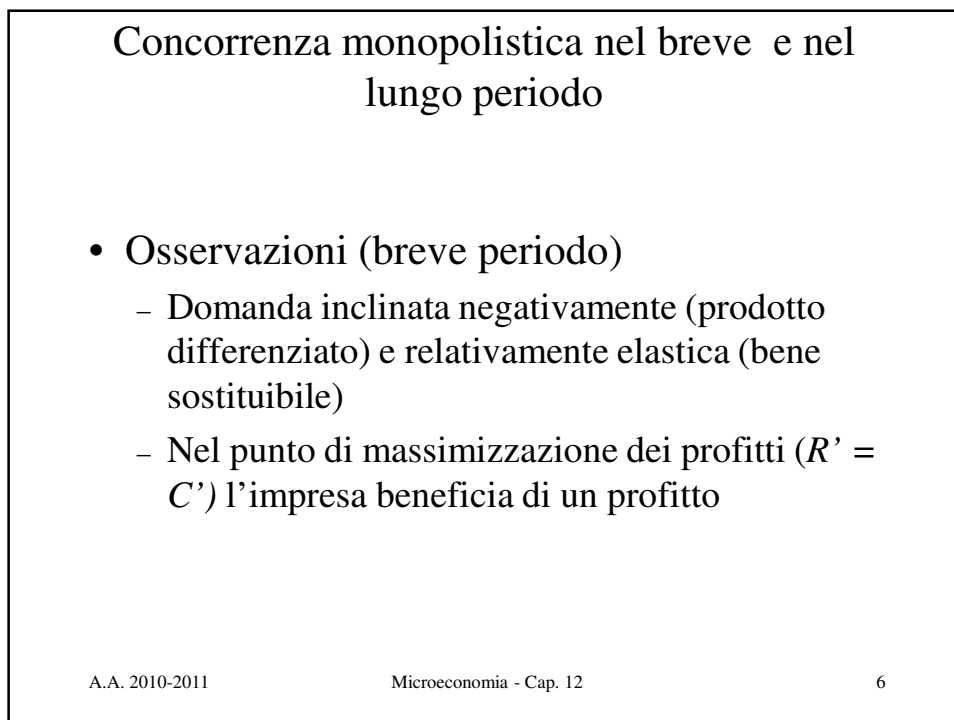 Concorrenza monopolistica nel breve e nel
lungo periodo
• Osservazioni (breve periodo)
– Domanda inclinata negativamente (prodotto
differenziato) e relativamente elastica (bene
sostituibile)
– Nel punto di massimizzazione dei profitti (R’ =
C’) l’impresa beneficia di un profitto
A.A. 2010-2011 Microeconomia - Cap. 12 6